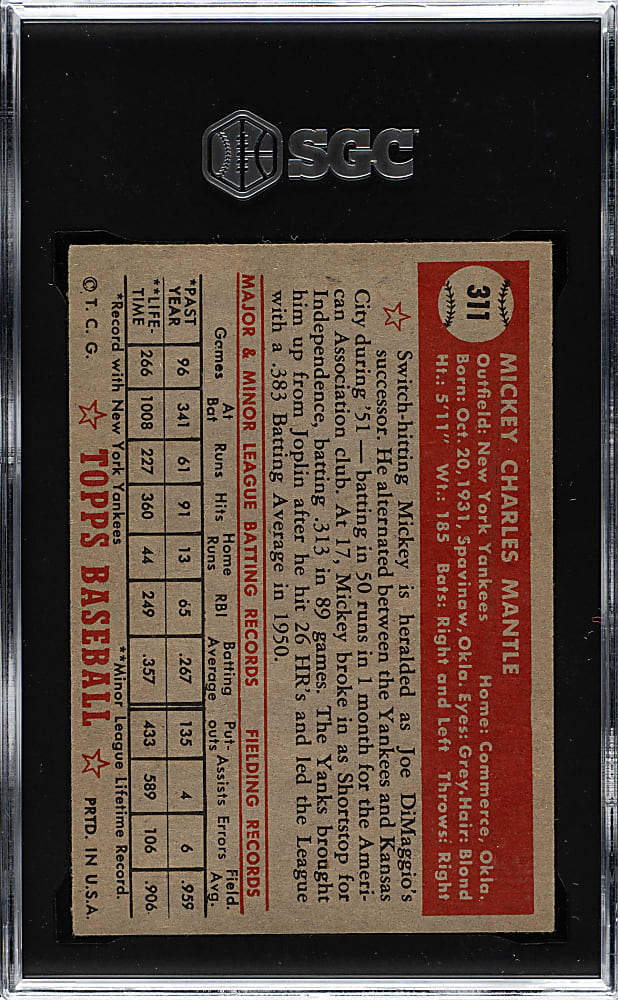 SGC
311
MICKEY CHARLES MANTLE
Outfield: New York Yankees Home: Commerce, Okla.
Born: Oct. 20, 1931, Spavinaw, Okla. Eyes: Grey. Hair: Blond
Ht.: 5'11" Wt.: 185 Bats: Right and Left Throws: Right
Switch-hitting Mickey is heralded as Joe DiMaggio's
successor. He alternated between the Yankees and Kansas
City during '51 — batting in 50 runs in 1 month for the Ameri-
can Association club. At 17, Mickey broke in as Shortstop for
Independence, batting .313 in 89 games. The Yanks brought
him up from Joplin after he hit 26 HR's and led the League
with a .383 Batting Average in 1950.
MAJOR & MINOR LEAGUE BATTING RECORDS FIELDING RECORDS
Games At Bat Runs Hits Home Runs RBI Batting Average Put-outs Assists Errors Field. Avg.
*PAST YEAR 96 341 61 91 13 65 .267 135 4 6 .959
**LIFE-TIME 266 1008 227 360 44 249 .357 433 589 106 .906
*Record with New York Yankees **Minor League Lifetime Record.
© T. C. G. TOPPS BASEBALL PRTD. IN U.S.A.